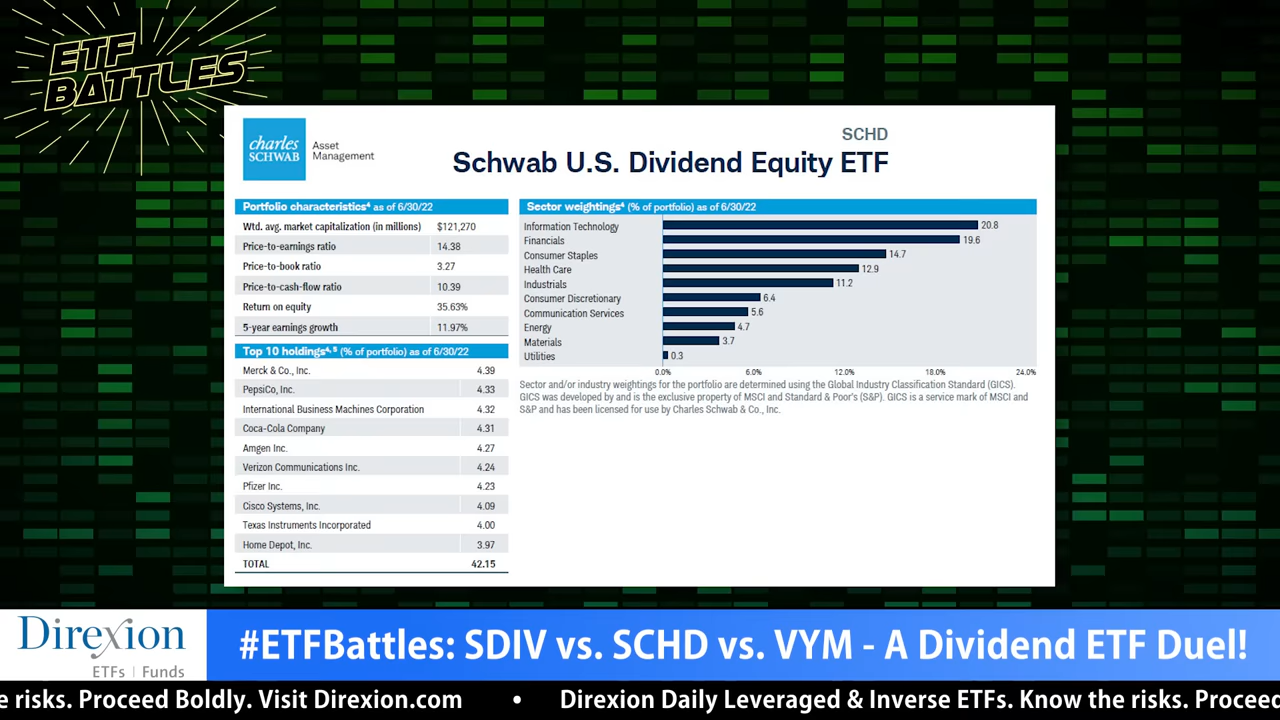 ETF
BATTLES
charles
SCHWAB
Asset
Management
SCHD
Schwab U.S. Dividend Equity ETF
Portfolio characteristics⁴ as of 6/30/22
Wtd. avg. market capitalization (in millions) $121,270
Price-to-earnings ratio 14.38
Price-to-book ratio 3.27
Price-to-cash-flow ratio 10.39
Return on equity 35.63%
5-year earnings growth 11.97%
Top 10 holdings⁴,⁵ (% of portfolio) as of 6/30/22
Merck & Co., Inc. 4.39
PepsiCo, Inc. 4.33
International Business Machines Corporation 4.32
Coca-Cola Company 4.31
Amgen Inc. 4.27
Verizon Communications Inc. 4.24
Pfizer Inc. 4.23
Cisco Systems, Inc. 4.09
Texas Instruments Incorporated 4.00
Home Depot, Inc. 3.97
TOTAL 42.15
Sector weightings⁴ (% of portfolio) as of 6/30/22
Information Technology 20.8
Financials 19.6
Consumer Staples 14.7
Health Care 12.9
Industrials 11.2
Consumer Discretionary 6.4
Communication Services 5.6
Energy 4.7
Materials 3.7
Utilities 0.3
0.0% 6.0% 12.0% 18.0% 24.0%
Sector and/or industry weightings for the portfolio are determined using the Global Industry Classification Standard (GICS).
GICS was developed by and is the exclusive property of MSCI and Standard & Poor's (S&P). GICS is a service mark of MSCI and
S&P and has been licensed for use by Charles Schwab & Co., Inc.
Direxion
ETFs | Funds
#ETFBattles: SDIV vs. SCHD vs. VYM - A Dividend ETF Duel!
e risks. Proceed Boldly. Visit Direxion.com • Direxion Daily Leveraged & Inverse ETFs. Know the risks. Proceed